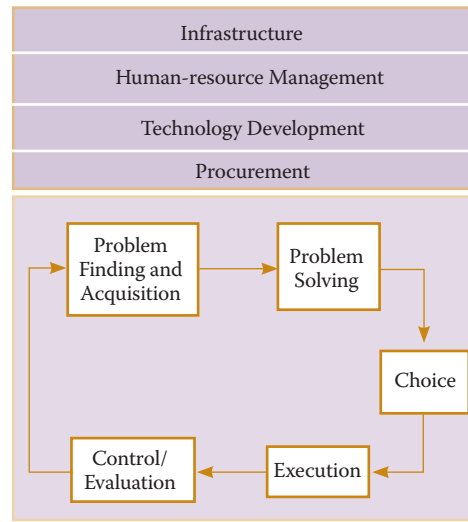 Infrastructure
Human-resource Management
Technology Development
Procurement
Problem
Finding and
Acquisition
Problem
Solving
Choice
Control/
Evaluation
Execution